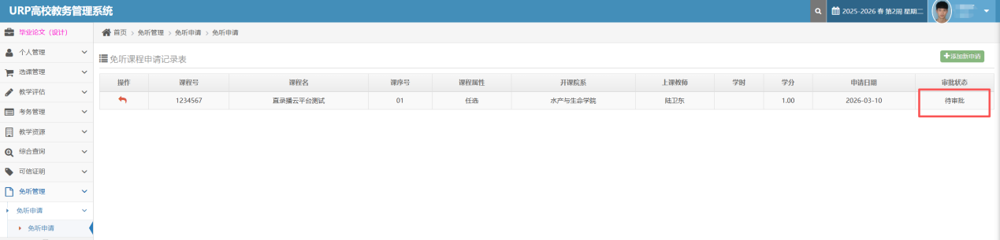 URP高校教务管理系统
2025-2026 春 第2周 星期二
毕业论文（设计）
首页 > 免听管理 > 免听申请 > 免听申请
个人管理
选课管理
教学评估
考务管理
教学资源
综合查询
可信证明
免听管理
免听申请
免听申请
免听课程申请记录表
添加新申请
操作 课程号 课程名 课序号 课程属性 开课院系 上课教师 学时 学分 申请日期 审批状态
1234567 直录播云平台测试 01 任选 水产与生命学院 陆卫东 1.00 2026-03-10 待审批